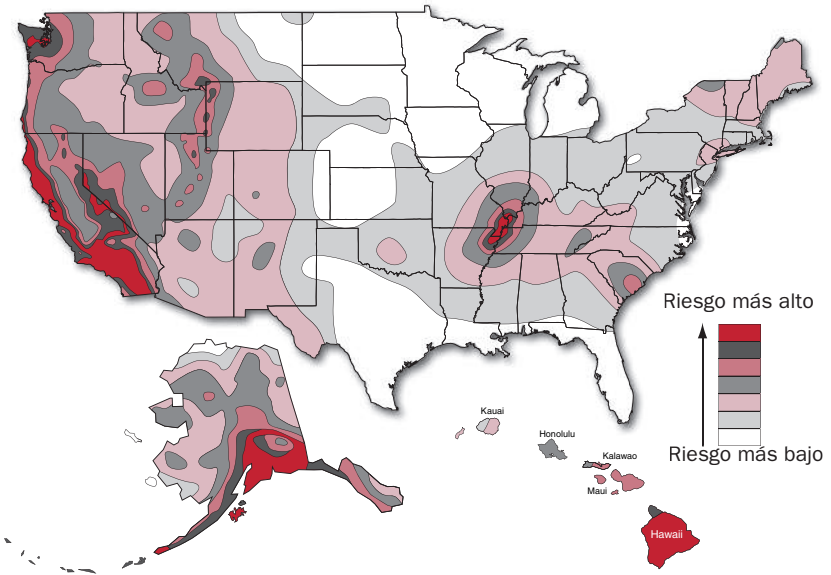 Riesgo más alto
Riesgo más bajo
Kauai
Honolulu
Kalawao
Maui
Hawaii